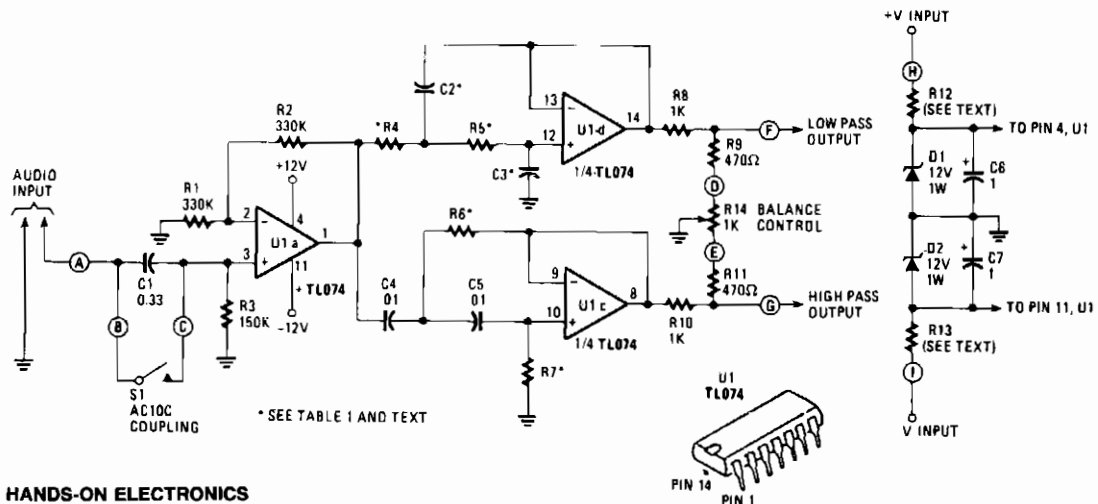 AUDIO INPUT
A
C1
0.33
B
C
S1
AC10C
COUPLING
R1
330K
R2
330K
+12V
2
3
4
11
1
U1a
+ TL074
-12V
R3
150K
C2*
*R4
R5*
C3*
13
12
14
U1-d
1/4-TL074
R8
1K
F
LOW PASS
OUTPUT
R9
470Ω
D
R14
1K
BALANCE
CONTROL
E
R11
470Ω
R6*
C4
01
C5
01
R7*
9
10
8
U1c
1/4 TL074
R10
1K
G
HIGH PASS
OUTPUT
* SEE TABLE 1 AND TEXT
U1
TL074
PIN 14
PIN 1
+V INPUT
H
R12
(SEE TEXT)
TO PIN 4, U1
D1
12V
1W
+
C6
1
D2
12V
1W
+
C7
1
TO PIN 11, U1
R13
(SEE TEXT)
I
V INPUT
HANDS-ON ELECTRONICS